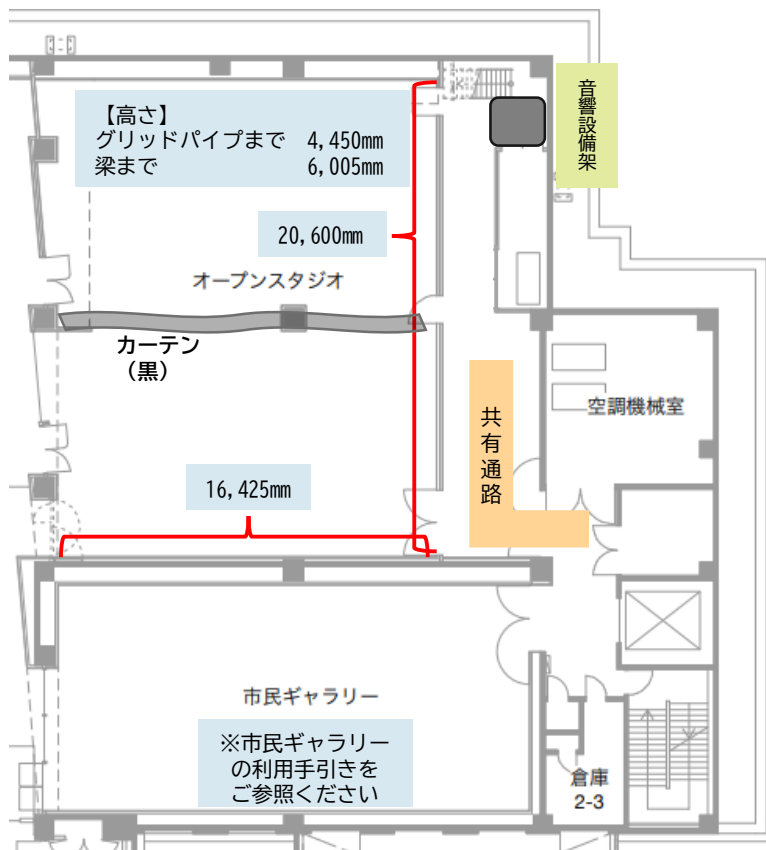 【高さ】
グリッドパイプまで 4,450mm
梁まで 6,005mm
音響設備架
20,600mm
オープンスタジオ
カーテン
（黒）
共有通路
空調機械室
16,425mm
市民ギャラリー
※市民ギャラリー
の利用手引きを
ご参照ください
倉庫
2-3